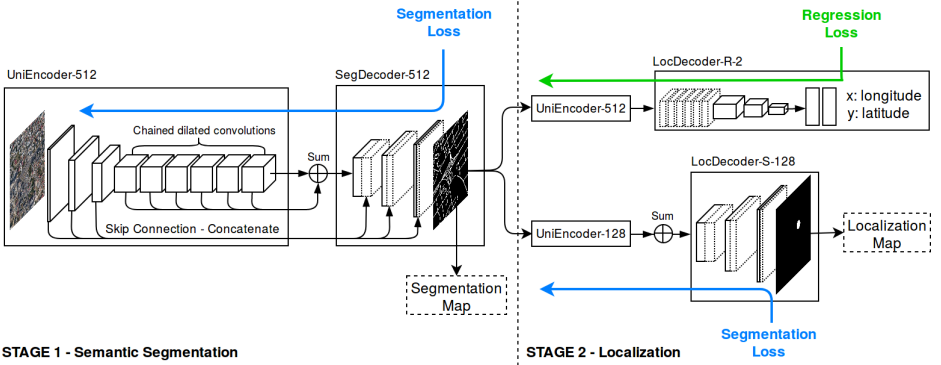 Segmentation
Loss
UniEncoder-512
SegDecoder-512
Chained dilated convolutions
Sum
Skip Connection - Concatenate
Segmentation
Map
STAGE 1 - Semantic Segmentation
Regression
Loss
LocDecoder-R-2
UniEncoder-512
x: longitude
y: latitude
LocDecoder-S-128
UniEncoder-128
Sum
Localization
Map
Segmentation
Loss
STAGE 2 - Localization